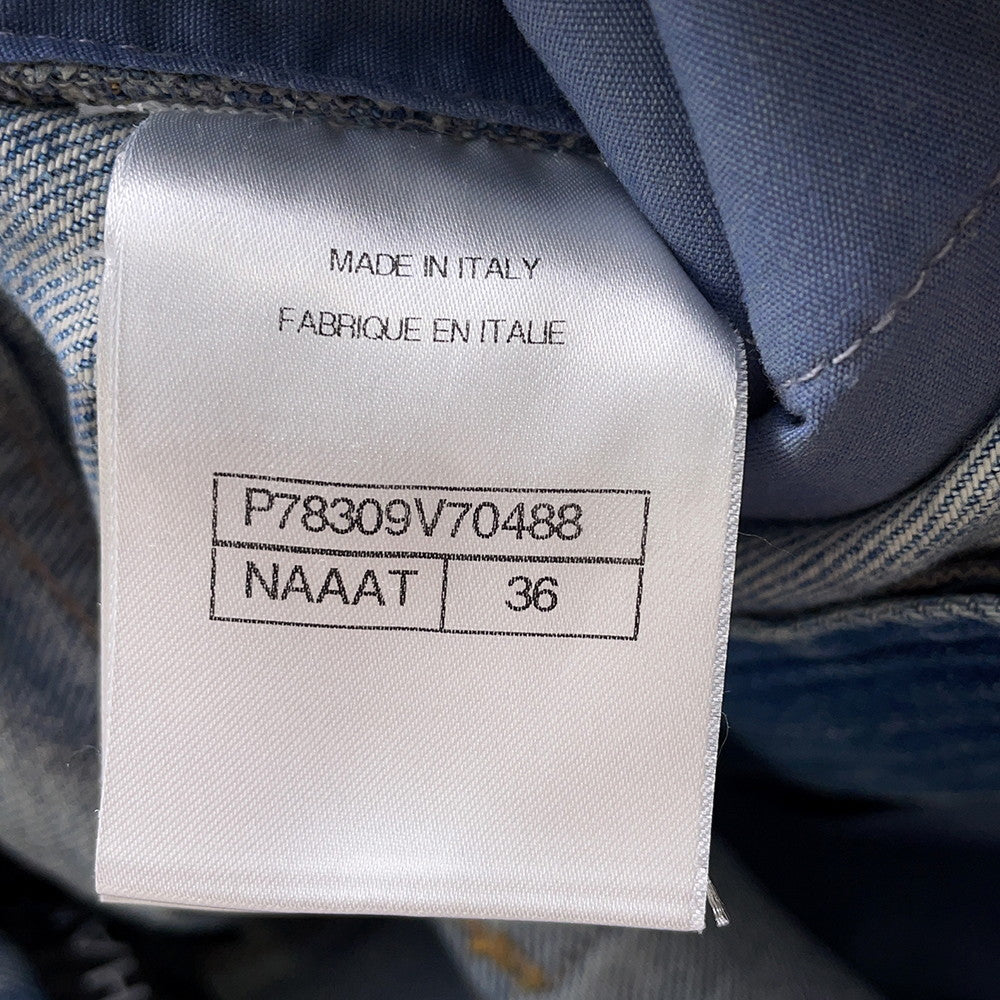 MADE IN ITALY
FABRIQUE EN ITALIE
P78309V70488
NAAAT 36